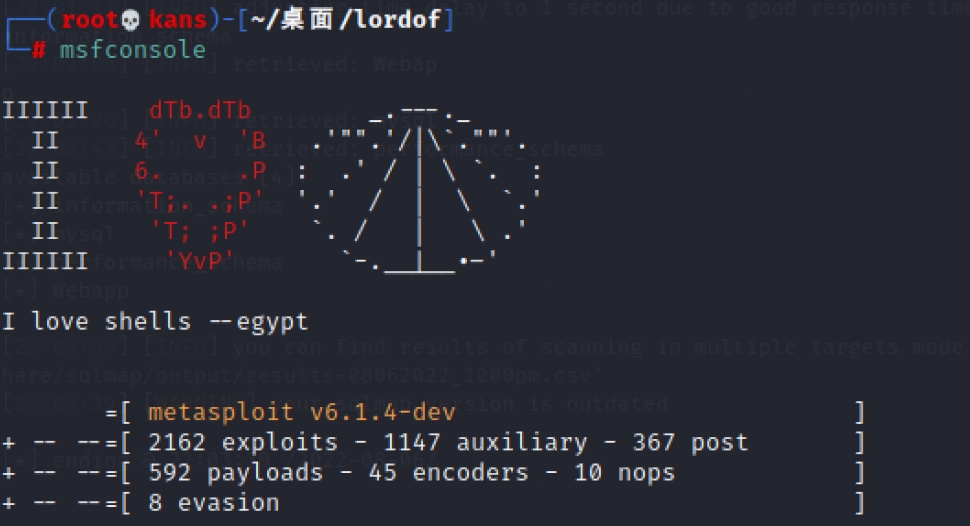 (root💀kans)-[~/桌面/lordof]
# msfconsole
IIIIII dTb.dTb _.---._
II 4' v 'B .'"".'/|\`.""'.
II 6. .P : .' / | \ `. :
II 'T;. .;P' '.' / | \ `.'
II 'T; ;P' `. / | \ .'
IIIIII 'YvP' `-.__|__.-'
I love shells --egypt
=[ metasploit v6.1.4-dev ]
+ -- --=[ 2162 exploits - 1147 auxiliary - 367 post ]
+ -- --=[ 592 payloads - 45 encoders - 10 nops ]
+ -- --=[ 8 evasion ]